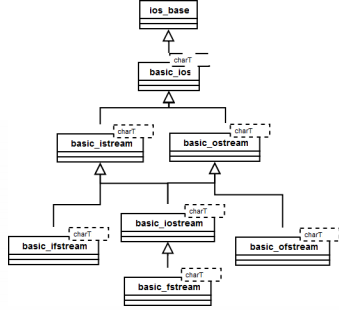 ios_base
charT
basic_ios
charT
charT
basic_istream
basic_ostream
charT
basic_iostream
charT
charT
basic_ifstream
basic_ofstream
charT
basic_fstream